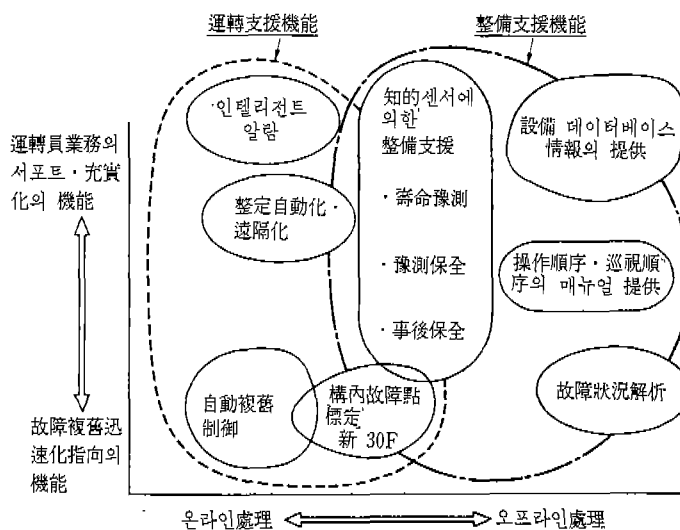 運轉支援機能
整備支援機能
인텔리전트
알람
知的센서에
의한
整備支援
設備 데이터베이스
情報의 提供
運轉員業務의
서포트·充實
化의 機能
整定自動化·
遠隔化
·壽命豫測
·豫測保全
操作順序·巡視順
序의 매뉴얼 提供
·事後保全
自動複舊
制御
構內故障點
標定
新 30F
故障狀況解析
故障複舊迅
速化指向의
機能
온라인處理
오프라인處理